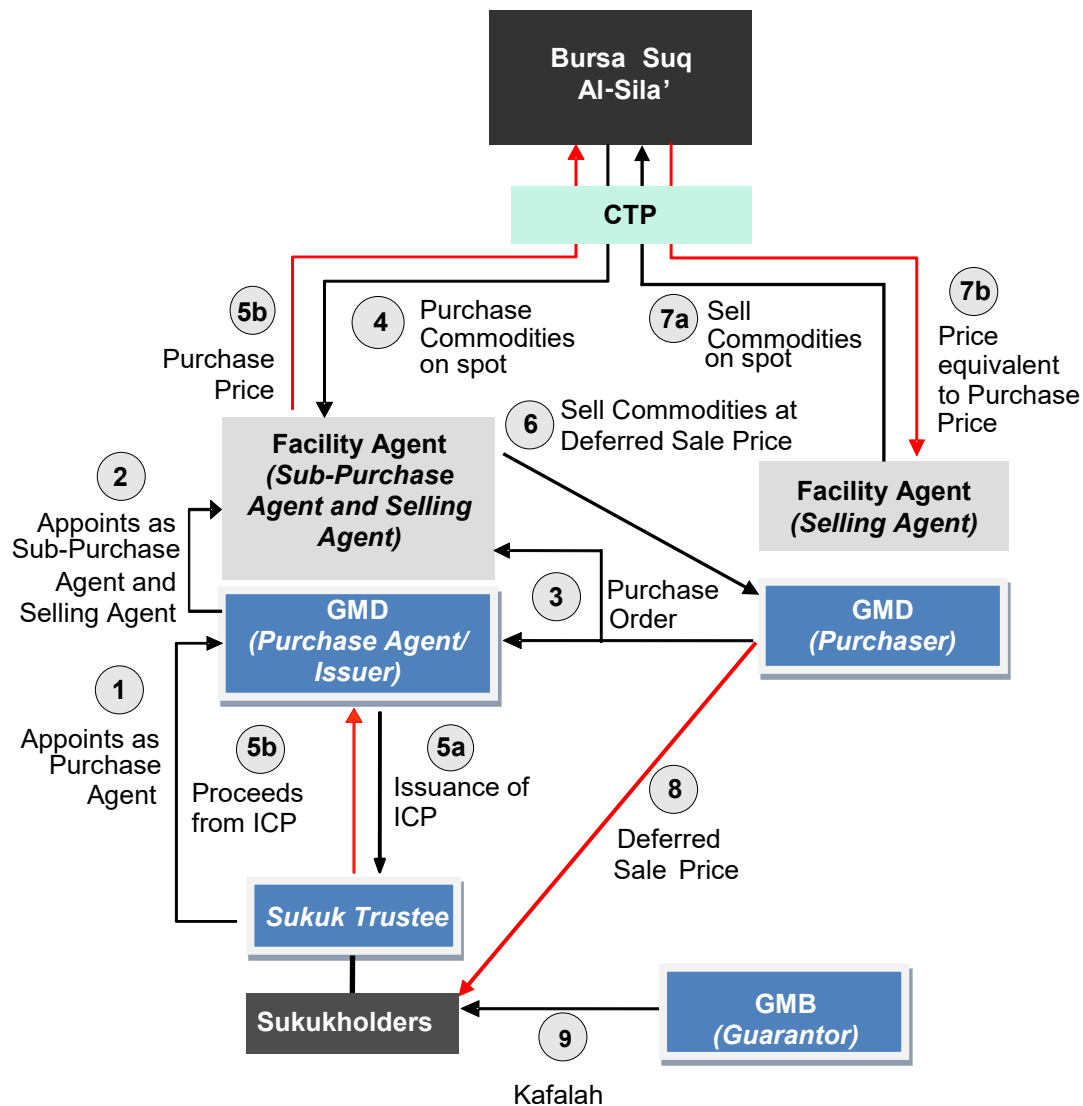 Bursa Suq
Al-Sila’
CTP
5b
Purchase
Price
4
Purchase
Commodities
on spot
7a
Sell
Commodities
on spot
7b
Price
equivalent
to Purchase
Price
6
Sell Commodities at
Deferred Sale Price
Facility Agent
(Sub-Purchase
Agent and Selling
Agent)
Facility Agent
(Selling Agent)
2
Appoints as
Sub-Purchase
Agent and
Selling Agent
3
Purchase
Order
GMD
(Purchase Agent/
Issuer)
GMD
(Purchaser)
1
Appoints as
Purchase
Agent
5b
Proceeds
from ICP
5a
Issuance of
ICP
8
Deferred
Sale Price
Sukuk Trustee
Sukukholders
GMB
(Guarantor)
9
Kafalah